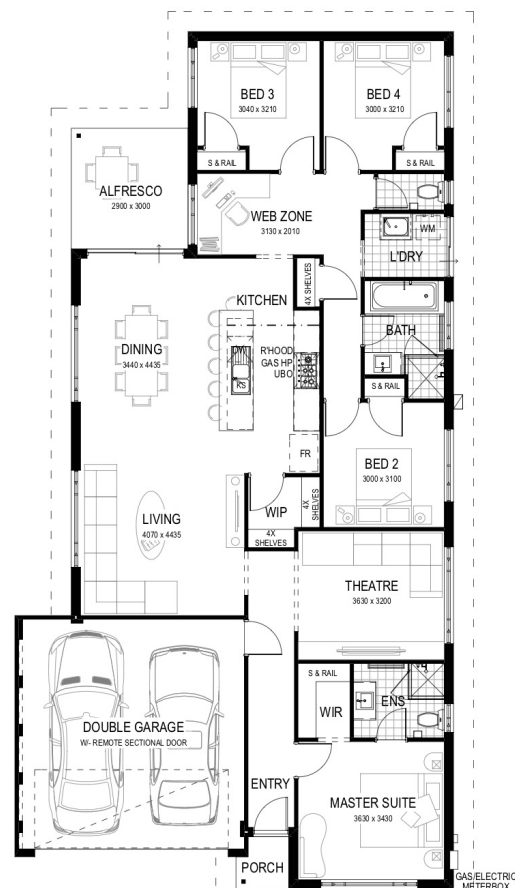 BED 3
3040 x 3210
BED 4
3000 x 3210
S & RAIL
S & RAIL
ALFRESCO
2900 x 3000
WEB ZONE
3130 x 2010
WM
L'DRY
4X SHELVES
KITCHEN
BATH
DINING
3440 x 4435
R'HOOD
GAS HP
UBO
KS
S & RAIL
FR
BED 2
3000 x 3100
WIP
4X
SHELVES
4X
SHELVES
LIVING
4070 x 4435
THEATRE
3630 x 3200
S & RAIL
WIR
ENS
DOUBLE GARAGE
W/- REMOTE SECTIONAL DOOR
ENTRY
MASTER SUITE
3630 x 3430
PORCH
GAS/ELECTRIC
METERBOX